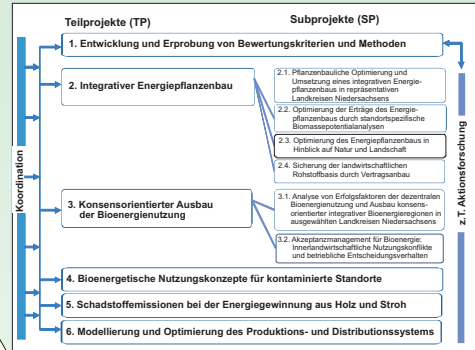 Teilprojekte (TP)
Subprojekte (SP)
1. Entwicklung und Erprobung von Bewertungskriterien und Methoden
2. Integrativer Energiepflanzenbau
2.1. Pflanzenbauliche Optimierung und
Umsetzung eines integrativen Energie-
pflanzenbaus in repräsentativen
Landkreisen Niedersachsens
2.2. Optimierung der Erträge des Energie-
pflanzenbaus durch standortspezifische
Biomassepotentialanalysen
2.3. Optimierung des Energiepflanzenbaus in
Hinblick auf Natur und Landschaft
2.4. Sicherung der landwirtschaftlichen
Rohstoffbasis durch Vertragsanbau
3. Konsensorientierter Ausbau
der Bioenergienutzung
3.1. Analyse von Erfolgsfaktoren der dezentralen
Bioenergienutzung und Ausbau konsens-
orientierter integrativer Bioenergieregionen in
ausgewählten Landkreisen Niedersachsens
3.2. Akzeptanzmanagement für Bioenergie:
Innerlandwirtschaftliche Nutzungskonflikte
und betriebliche Entscheidungsverhalten
4. Bioenergetische Nutzungskonzepte für kontaminierte Standorte
5. Schadstoffemissionen bei der Energiegewinnung aus Holz und Stroh
6. Modellierung und Optimierung des Produktions- und Distributionssystems
Koordination
z.T. Aktionsforschung